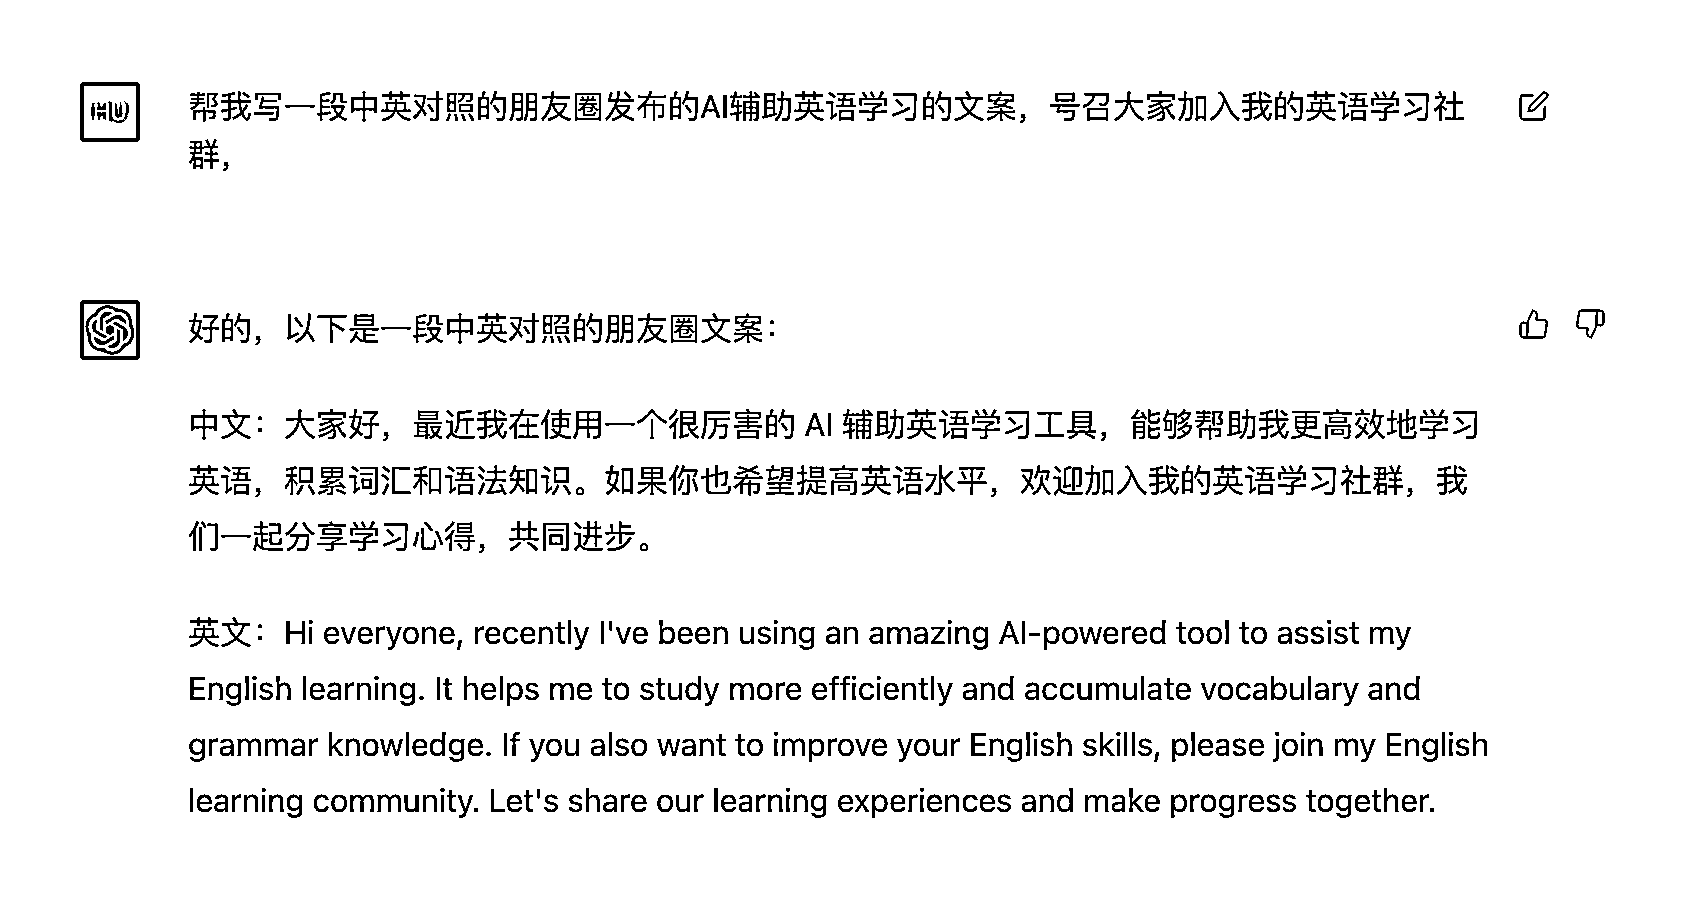 帮我写一段中英对照的朋友圈发布的AI辅助英语学习的文案，号召大家加入我的英语学习社
群，
好的，以下是一段中英对照的朋友圈文案：
中文：大家好，最近我在使用一个很厉害的 AI 辅助英语学习工具，能够帮助我更高效地学习
英语，积累词汇和语法知识。如果你也希望提高英语水平，欢迎加入我的英语学习社群，我
们一起分享学习心得，共同进步。
英文：Hi everyone, recently I've been using an amazing AI-powered tool to assist my
English learning. It helps me to study more efficiently and accumulate vocabulary and
grammar knowledge. If you also want to improve your English skills, please join my English
learning community. Let's share our learning experiences and make progress together.